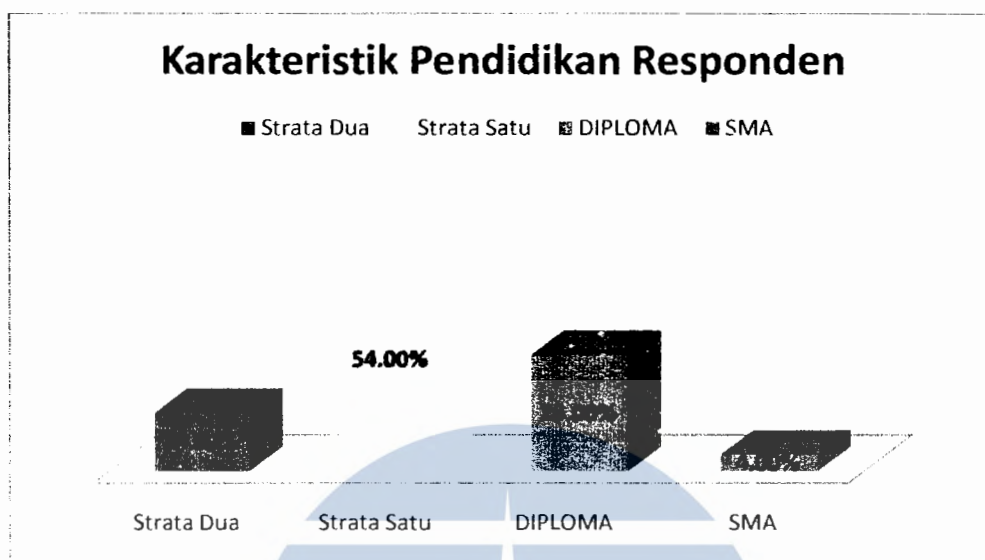 Karakteristik Pendidikan Responden
Strata Dua Strata Satu DIPLOMA SMA
54.00%
Strata Dua Strata Satu DIPLOMA SMA